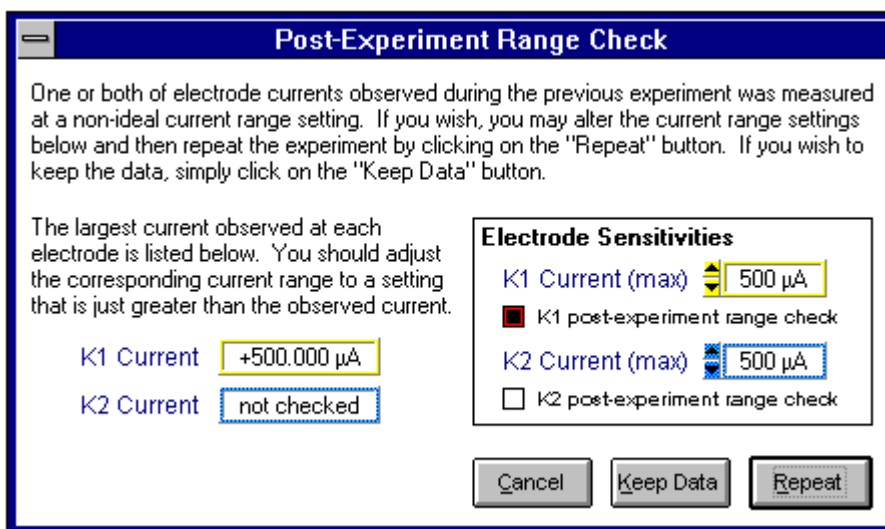 Post-Experiment Range Check
One or both of electrode currents observed during the previous experiment was measured
at a non-ideal current range setting. If you wish, you may alter the current range settings
below and then repeat the experiment by clicking on the "Repeat" button. If you wish to
keep the data, simply click on the "Keep Data" button.
The largest current observed at each
electrode is listed below. You should adjust
the corresponding current range to a setting
that is just greater than the observed current.
K1 Current +500.000 µA
K2 Current not checked
Electrode Sensitivities
K1 Current (max) 500 µA
K1 post-experiment range check
K2 Current (max) 500 µA
K2 post-experiment range check
Cancel Keep Data Repeat